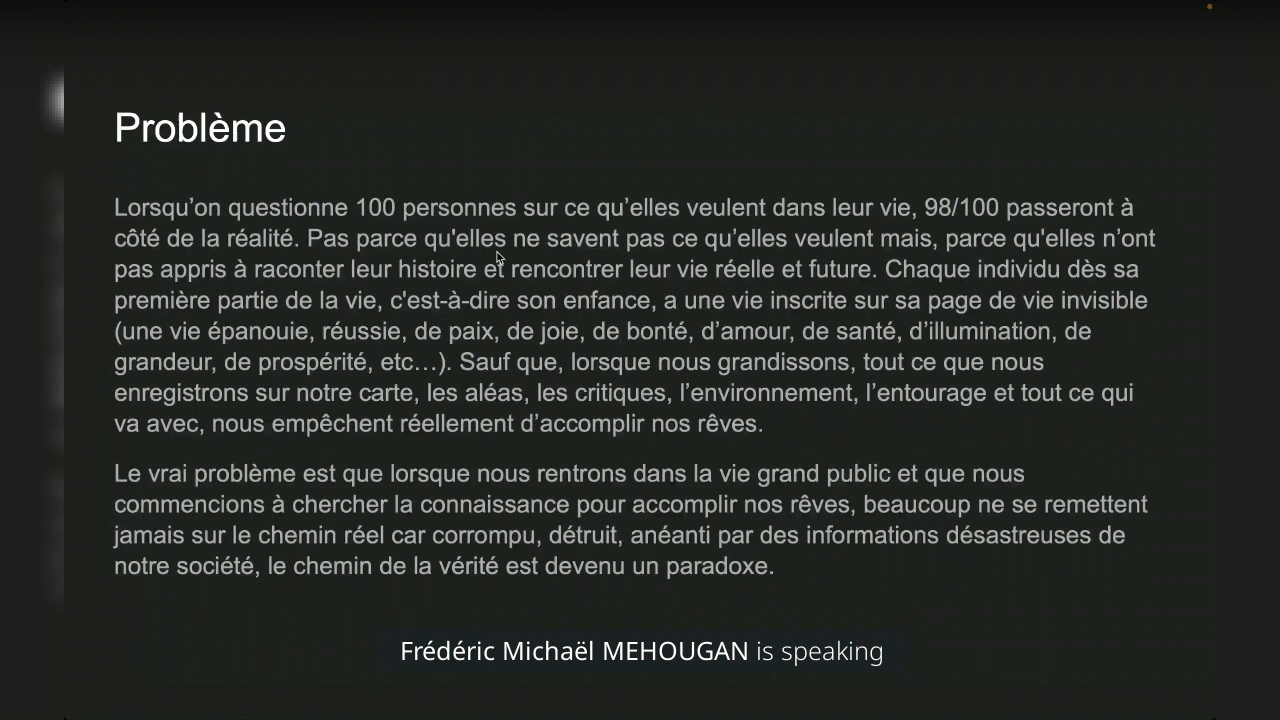 Problème
Lorsqu’on questionne 100 personnes sur ce qu’elles veulent dans leur vie, 98/100 passeront à
côté de la réalité. Pas parce qu'elles ne savent pas ce qu’elles veulent mais, parce qu'elles n’ont
pas appris à raconter leur histoire et rencontrer leur vie réelle et future. Chaque individu dès sa
première partie de la vie, c'est-à-dire son enfance, a une vie inscrite sur sa page de vie invisible
(une vie épanouie, réussie, de paix, de joie, de bonté, d’amour, de santé, d’illumination, de
grandeur, de prospérité, etc…). Sauf que, lorsque nous grandissons, tout ce que nous
enregistrons sur notre carte, les aléas, les critiques, l’environnement, l’entourage et tout ce qui
va avec, nous empêchent réellement d’accomplir nos rêves.
Le vrai problème est que lorsque nous rentrons dans la vie grand public et que nous
commencions à chercher la connaissance pour accomplir nos rêves, beaucoup ne se remettent
jamais sur le chemin réel car corrompu, détruit, anéanti par des informations désastreuses de
notre société, le chemin de la vérité est devenu un paradoxe.
Frédéric Michaël MEHOUGAN is speaking